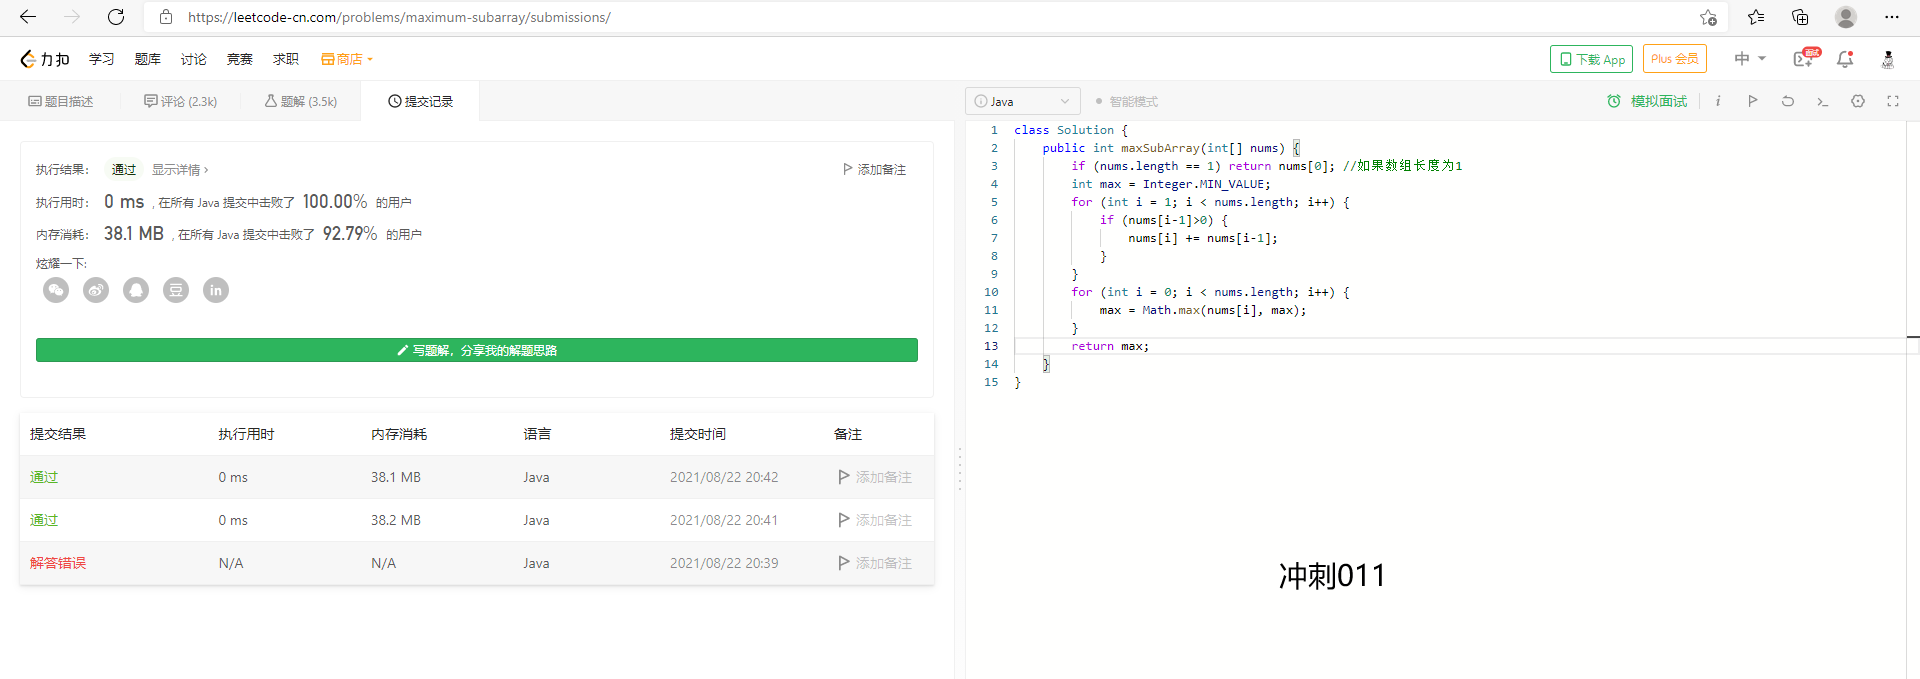 https://leetcode-cn.com/problems/maximum-subarray/submissions/
力扣 学习 题库 讨论 竞赛 求职 商店 下载 App Plus 会员 中 面试
题目描述 评论 (2.3k) 题解 (3.5k) 提交记录
执行结果： 通过 显示详情 › 添加备注
执行用时： 0 ms , 在所有 Java 提交中击败了 100.00% 的用户
内存消耗： 38.1 MB , 在所有 Java 提交中击败了 92.79% 的用户
炫耀一下:
豆 in
写题解，分享我的解题思路
提交结果 执行用时 内存消耗 语言 提交时间 备注
通过 0 ms 38.1 MB Java 2021/08/22 20:42 添加备注
通过 0 ms 38.2 MB Java 2021/08/22 20:41 添加备注
解答错误 N/A N/A Java 2021/08/22 20:39 添加备注
Java 智能模式 模拟面试
1 class Solution {
2 public int maxSubArray(int[] nums) {
3 if (nums.length == 1) return nums[0]; //如果数组长度为1
4 int max = Integer.MIN_VALUE;
5 for (int i = 1; i < nums.length; i++) {
6 if (nums[i-1]>0) {
7 nums[i] += nums[i-1];
8 }
9 }
10 for (int i = 0; i < nums.length; i++) {
11 max = Math.max(nums[i], max);
12 }
13 return max;
14 }
15 }
冲刺011